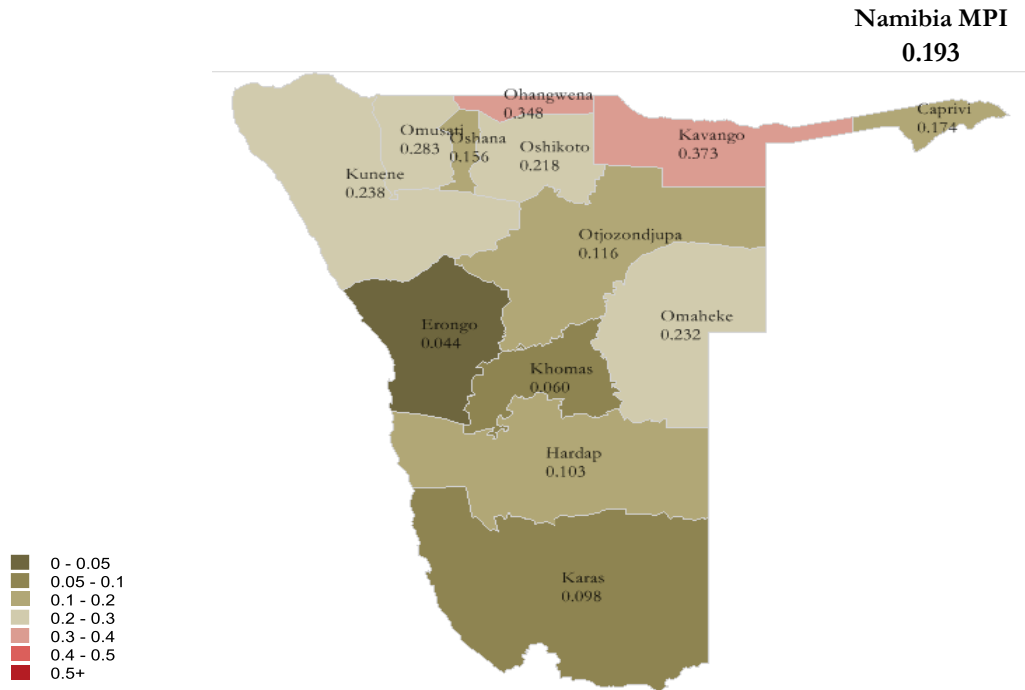 Namibia MPI
0.193
Ohangwena
0.348
Caprivi
0.174
Omusati
0.283
Oshana
0.156
Oshikoto
0.218
Kavango
0.373
Kunene
0.238
Otjozondjupa
0.116
Omaheke
0.232
Erongo
0.044
Khomas
0.060
Hardap
0.103
Karas
0.098
0 - 0.05
0.05 - 0.1
0.1 - 0.2
0.2 - 0.3
0.3 - 0.4
0.4 - 0.5
0.5+